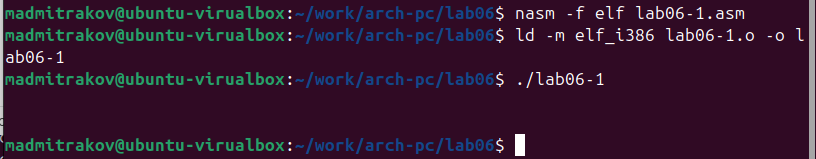 madmitrakov@ubuntu-virualbox:~/work/arch-pc/lab06$ nasm -f elf lab06-1.asm
madmitrakov@ubuntu-virualbox:~/work/arch-pc/lab06$ ld -m elf_i386 lab06-1.o -o l
ab06-1
madmitrakov@ubuntu-virualbox:~/work/arch-pc/lab06$ ./lab06-1
madmitrakov@ubuntu-virualbox:~/work/arch-pc/lab06$